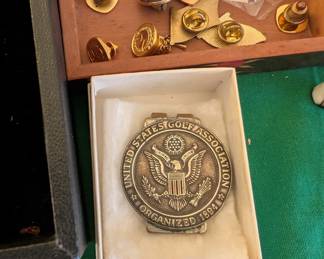 UNITED STATES GOLF ASSOCIATION
ORGANIZED 1894